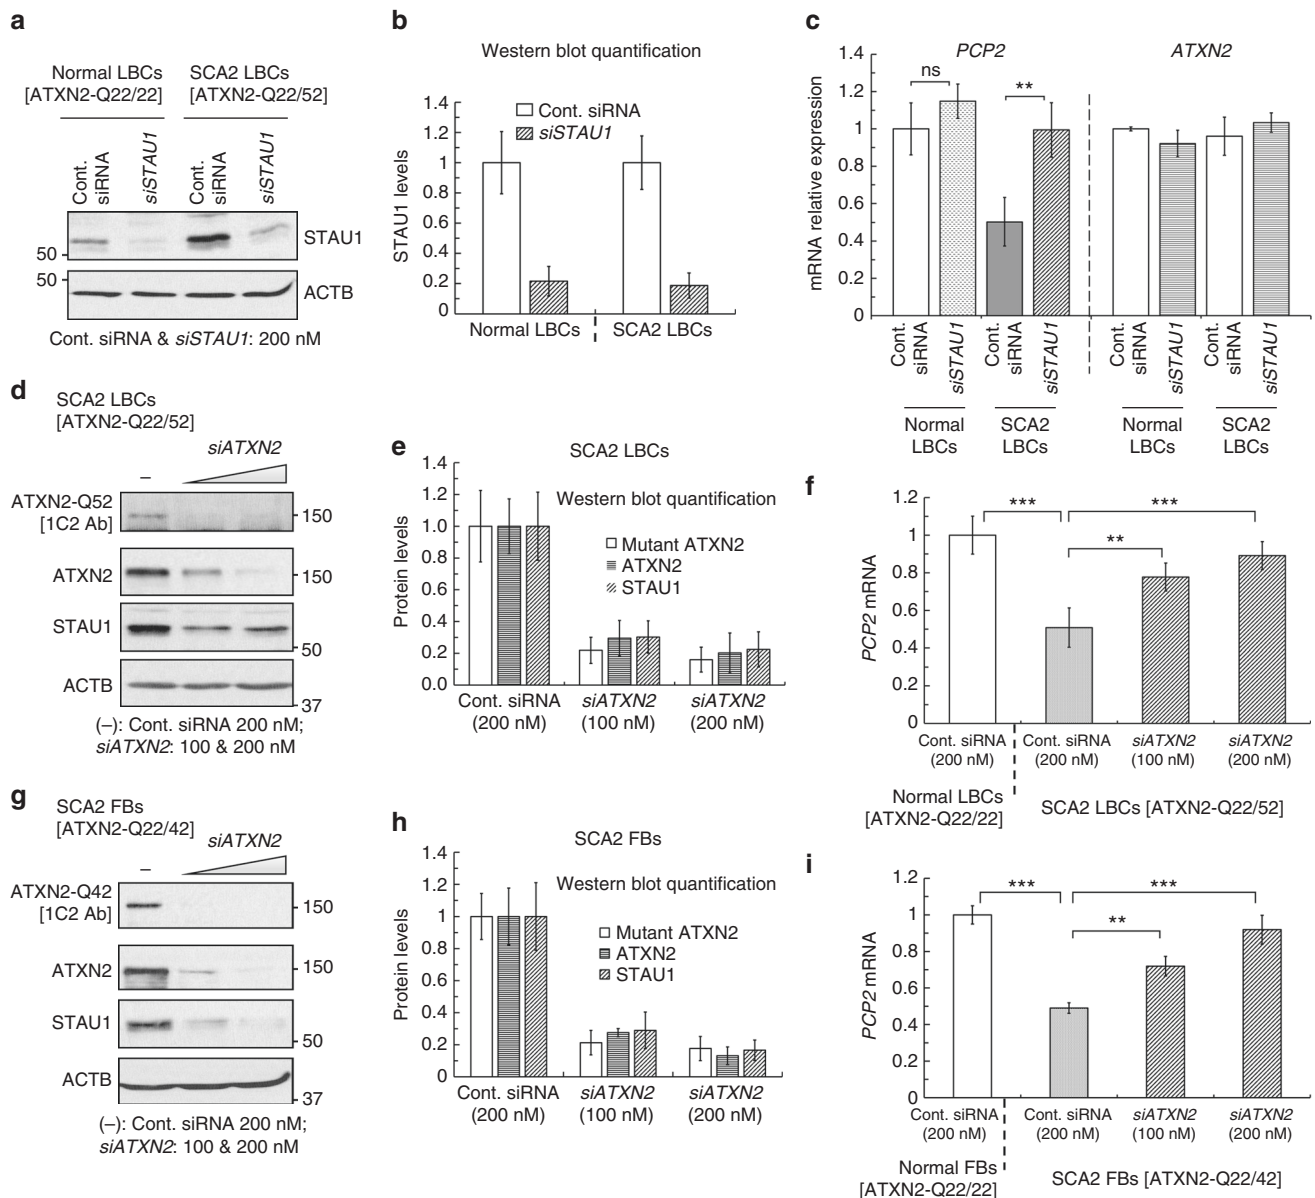 a
Normal LBCs
[ATXN2-Q22/22]
SCA2 LBCs
[ATXN2-Q22/52]
Cont. siRNA
siSTAU1
Cont. siRNA
siSTAU1
STAU1
50
50
ACTB
Cont. siRNA & siSTAU1: 200 nM
b
Western blot quantification
Cont. siRNA
siSTAU1
STAU1 levels
1.4
1.2
1
0.8
0.6
0.4
0.2
0
Normal LBCs
SCA2 LBCs
c
PCP2
ATXN2
ns
**
mRNA relative expression
1.4
1.2
1
0.8
0.6
0.4
0.2
0
Cont. siRNA
siSTAU1
Cont. siRNA
siSTAU1
Cont. siRNA
siSTAU1
Cont. siRNA
siSTAU1
Normal LBCs
SCA2 LBCs
Normal LBCs
SCA2 LBCs
d
SCA2 LBCs
[ATXN2-Q22/52]
siATXN2
–
ATXN2-Q52
[1C2 Ab]
150
ATXN2
150
STAU1
50
ACTB
37
(–): Cont. siRNA 200 nM;
siATXN2: 100 & 200 nM
e
SCA2 LBCs
Western blot quantification
Mutant ATXN2
ATXN2
STAU1
Protein levels
1.4
1.2
1.0
0.8
0.6
0.4
0.2
0.0
Cont. siRNA
(200 nM)
siATXN2
(100 nM)
siATXN2
(200 nM)
f
***
***
**
PCP2 mRNA
1.2
1
0.8
0.6
0.4
0.2
0
Cont. siRNA
(200 nM)
Cont. siRNA
(200 nM)
siATXN2
(100 nM)
siATXN2
(200 nM)
Normal LBCs
[ATXN2-Q22/22]
SCA2 LBCs [ATXN2-Q22/52]
g
SCA2 FBs
[ATXN2-Q22/42]
siATXN2
–
ATXN2-Q42
[1C2 Ab]
150
ATXN2
150
STAU1
50
ACTB
37
(–): Cont. siRNA 200 nM;
siATXN2: 100 & 200 nM
h
SCA2 FBs
Western blot quantification
Mutant ATXN2
ATXN2
STAU1
Protein levels
1.4
1.2
1
0.8
0.6
0.4
0.2
0
Cont. siRNA
(200 nM)
siATXN2
(100 nM)
siATXN2
(200 nM)
i
***
***
**
PCP2 mRNA
1.2
1
0.8
0.6
0.4
0.2
0
Cont. siRNA
(200 nM)
Cont. siRNA
(200 nM)
siATXN2
(100 nM)
siATXN2
(200 nM)
Normal FBs
[ATXN2-Q22/22]
SCA2 FBs [ATXN2-Q22/42]